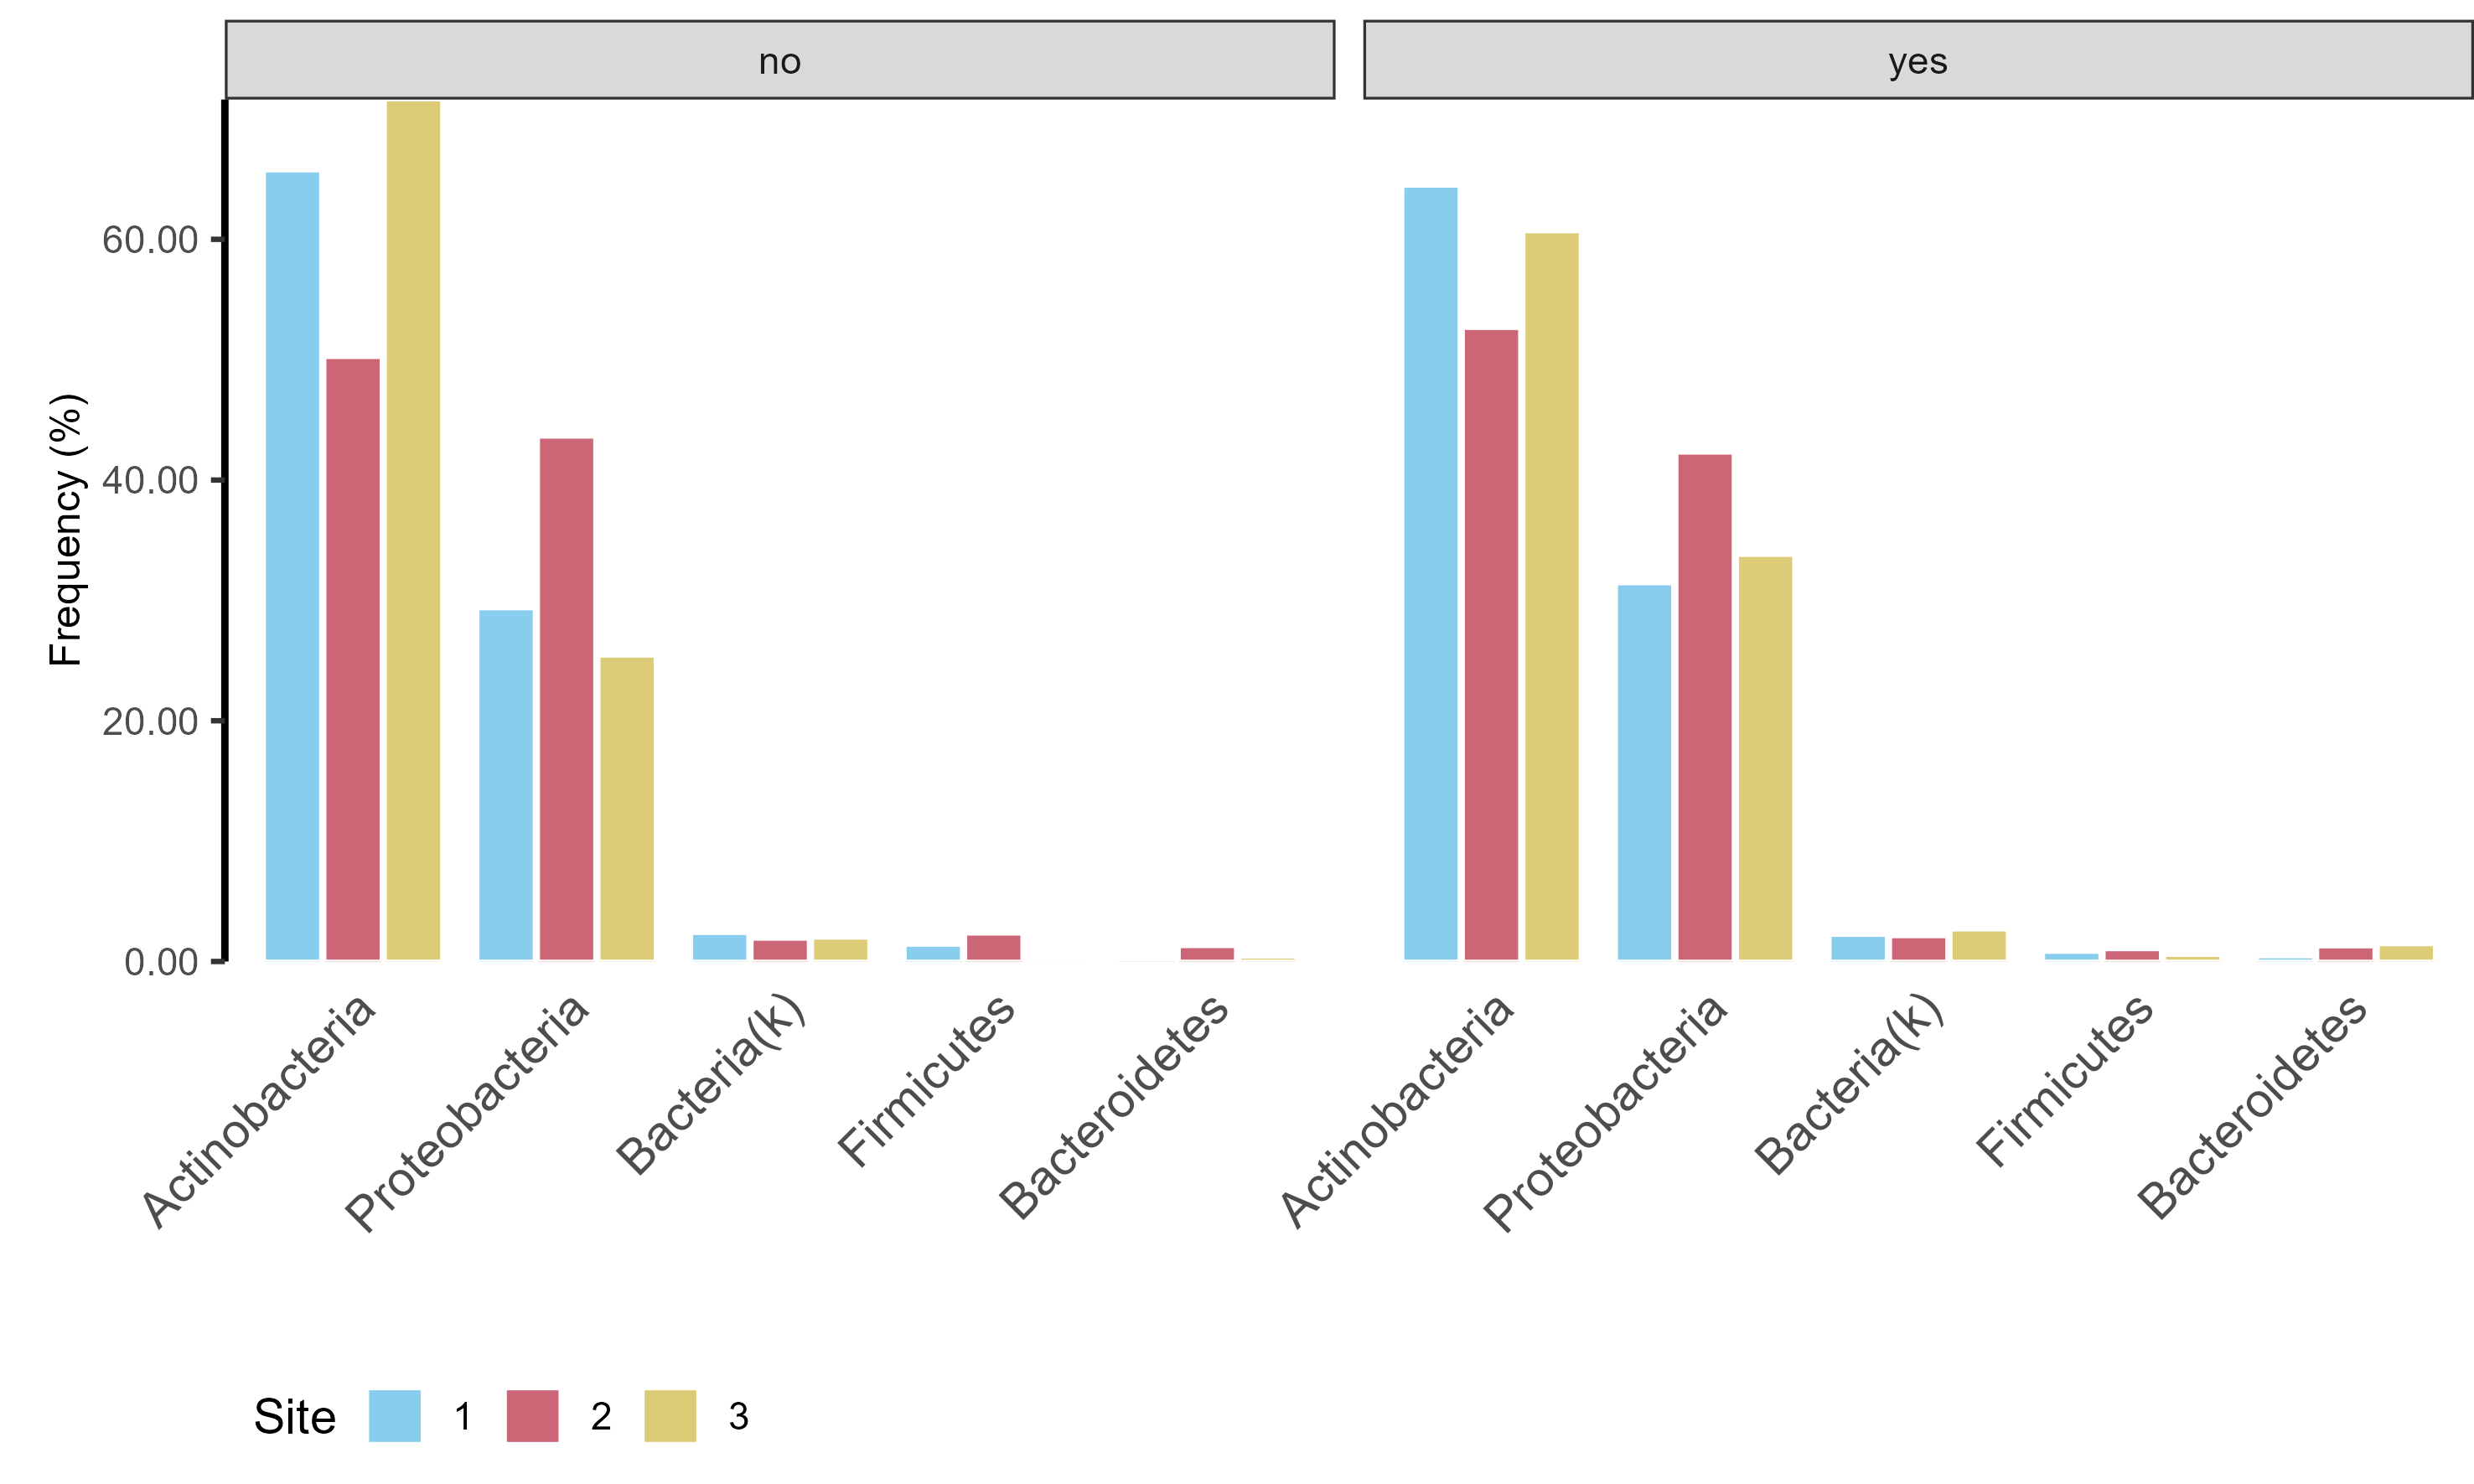 no
yes
Frequency (%)
60.00
40.00
20.00
0.00
Actinobacteria
Proteobacteria
Bacteria(k)
Firmicutes
Bacteroidetes
Actinobacteria
Proteobacteria
Bacteria(k)
Firmicutes
Bacteroidetes
Site 1 2 3